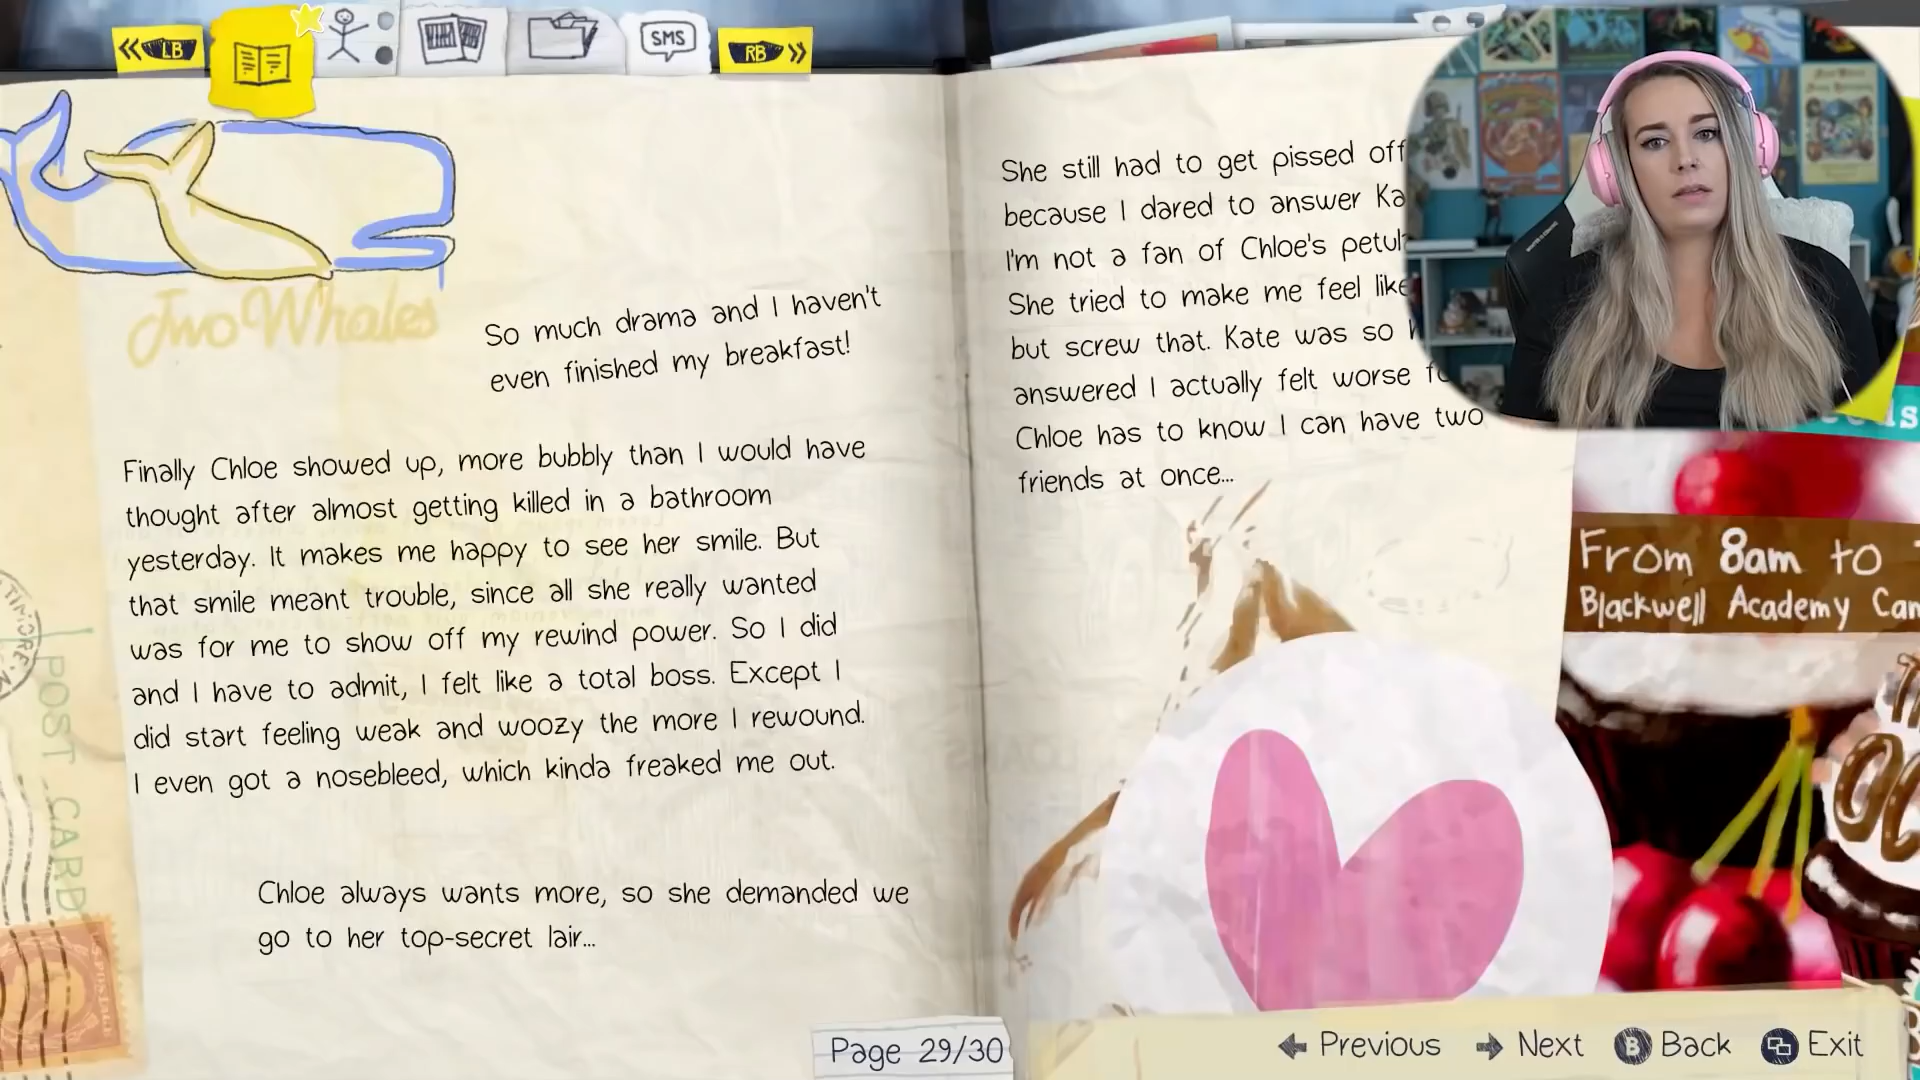 LB
SMS
RB
Two Whales
So much drama and I haven't
even finished my breakfast!
Finally Chloe showed up, more bubbly than I would have
thought after almost getting killed in a bathroom
yesterday. It makes me happy to see her smile. But
that smile meant trouble, since all she really wanted
was for me to show off my rewind power. So I did
and I have to admit, I felt like a total boss. Except I
did start feeling weak and woozy the more I rewound.
I even got a nosebleed, which kinda freaked me out.
Chloe always wants more, so she demanded we
go to her top-secret lair...
POST CARD
She still had to get pissed off
because I dared to answer
I'm not a fan of Chloe's
She tried to make me feel like
but screw that. Kate was so
answered I actually felt worse
Chloe has to know I can have two
friends at once...
From 8am to
Blackwell Academy
Page 29/30
Previous
Next
B Back
Exit